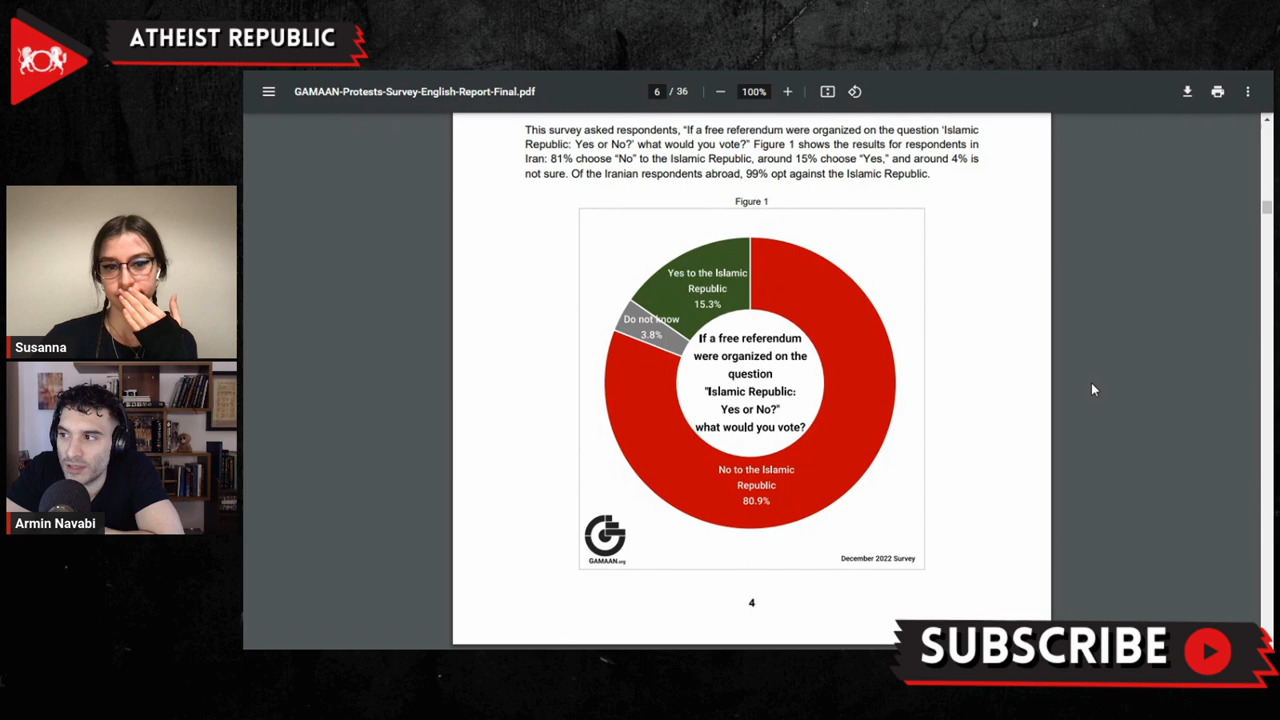 ATHEIST REPUBLIC
GAMAAN-Protests-Survey-English-Report-Final.pdf
6 / 36
100%
This survey asked respondents, “If a free referendum were organized on the question ‘Islamic
Republic: Yes or No?’ what would you vote?” Figure 1 shows the results for respondents in
Iran: 81% choose “No” to the Islamic Republic, around 15% choose “Yes,” and around 4% is
not sure. Of the Iranian respondents abroad, 99% opt against the Islamic Republic.
Figure 1
Yes to the Islamic
Republic
15.3%
Do not know
3.8%
If a free referendum
were organized on the
question
"Islamic Republic:
Yes or No?"
what would you vote?
No to the Islamic
Republic
80.9%
GAMAAN.org
December 2022 Survey
4
Susanna
Armin Navabi
SUBSCRIBE